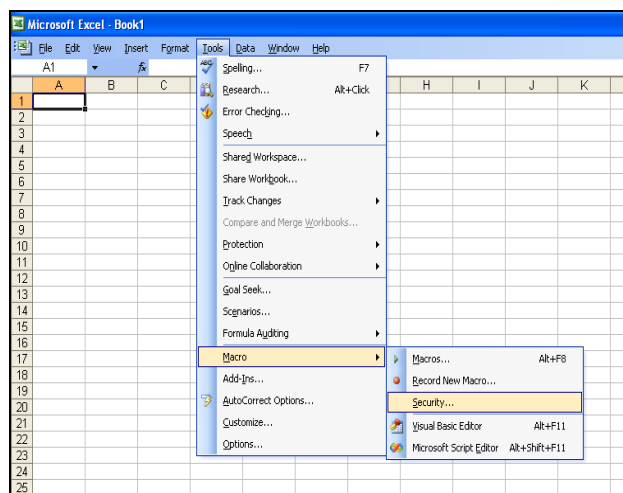 Microsoft Excel - Book1
File Edit View Insert Format Tools Data Window Help
A1 fx
A B C H I J K
1
2
3
4
5
6
7
8
9
10
11
12
13
14
15
16
17
18
19
20
21
22
23
24
25
ABC Spelling... F7
Research... Alt+Click
Error Checking...
Speech
Shared Workspace...
Share Workbook...
Track Changes
Compare and Merge Workbooks...
Protection
Online Collaboration
Goal Seek...
Scenarios...
Formula Auditing
Macro
Add-Ins...
AutoCorrect Options...
Customize...
Options...
Macros... Alt+F8
Record New Macro...
Security...
Visual Basic Editor Alt+F11
Microsoft Script Editor Alt+Shift+F11